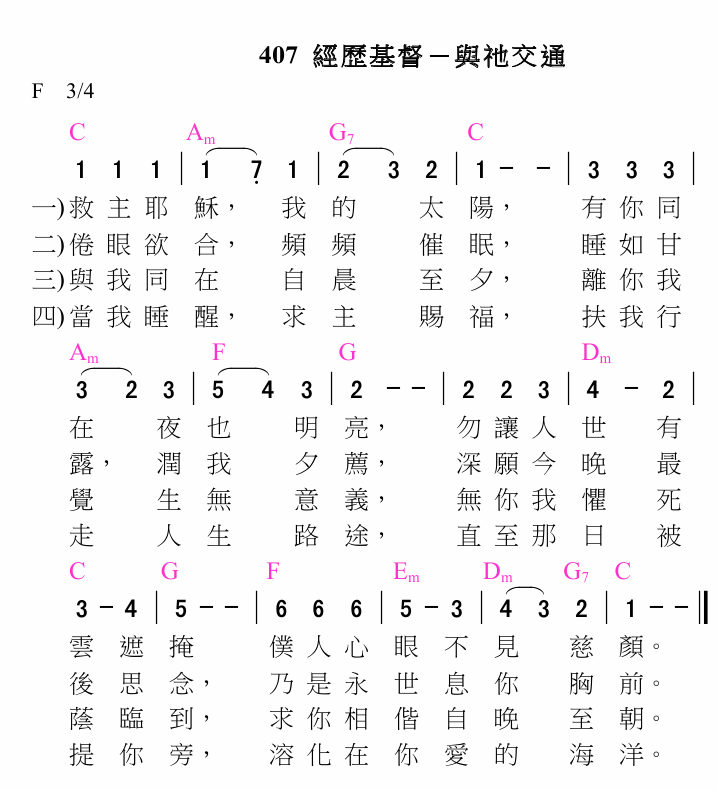 407 經歷基督－與祂交通
F 3/4
C Am G7 C
1 1 1 | 1 7 1 | 2 3 2 | 1 - - | 3 3 3 |
一)救主耶穌，我的太陽，有你同
二)倦眼欲合，頻頻催眠，睡如甘
三)與我同在自晨至夕，離你我
四)當我睡醒，求主賜福，扶我行
Am F G Dm
3 2 3 | 5 4 3 | 2 - - | 2 2 3 | 4 - 2 |
在夜也明亮，勿讓人世有
露，潤我夕薦，深願今晚最
覺生無意義，無你我懼死
走人生路途，直至那日被
C G F Em Dm G7 C
3 - 4 | 5 - - | 6 6 6 | 5 - 3 | 4 3 2 | 1 - - ‖
雲遮掩僕人心眼不見慈顏。
後思念，乃是永世息你胸前。
蔭臨到，求你相偕自晚至朝。
提你旁，溶化在你愛的海洋。